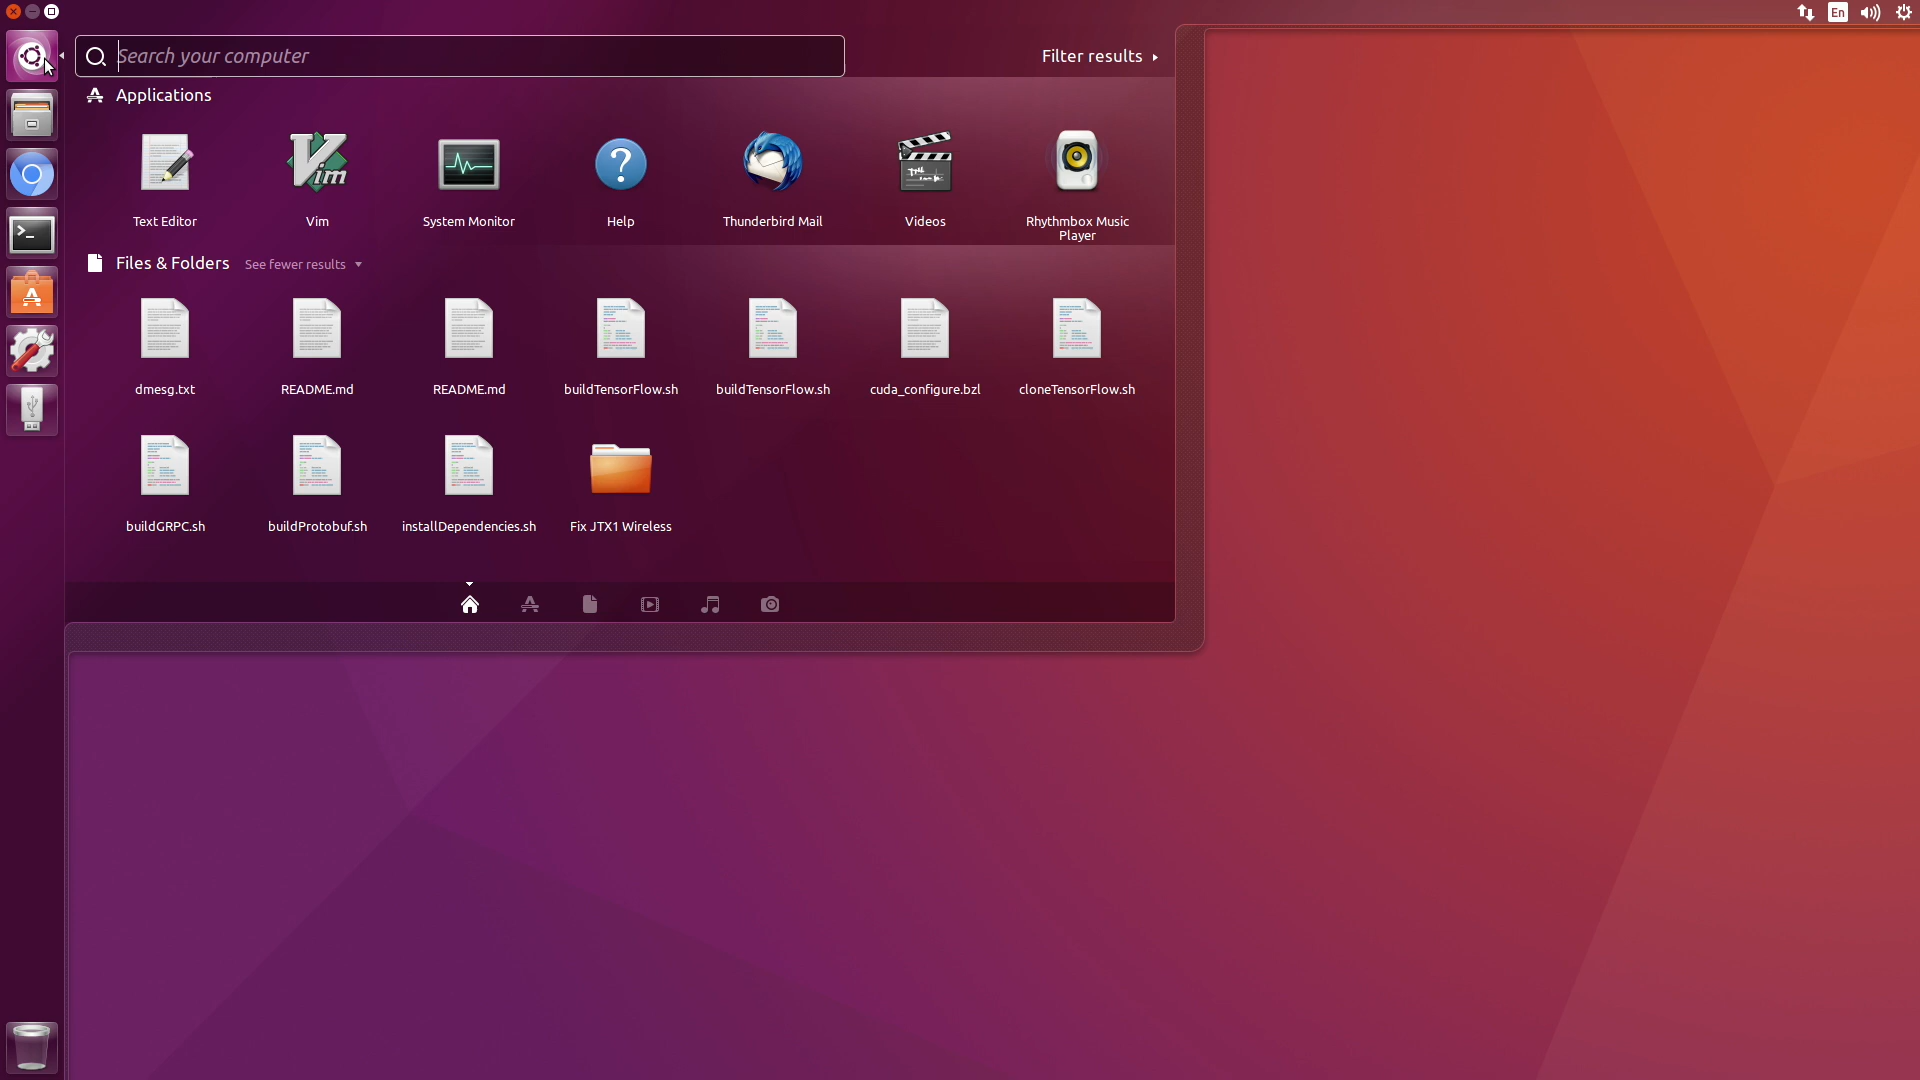 En
Search your computer
Filter results
Applications
Vim
Text Editor
Vim
System Monitor
Help
Thunderbird Mail
Videos
Rhythmbox Music
Player
Files & Folders See fewer results
dmesg.txt
README.md
README.md
buildTensorFlow.sh
buildTensorFlow.sh
cuda_configure.bzl
cloneTensorFlow.sh
buildGRPC.sh
buildProtobuf.sh
installDependencies.sh
Fix JTX1 Wireless